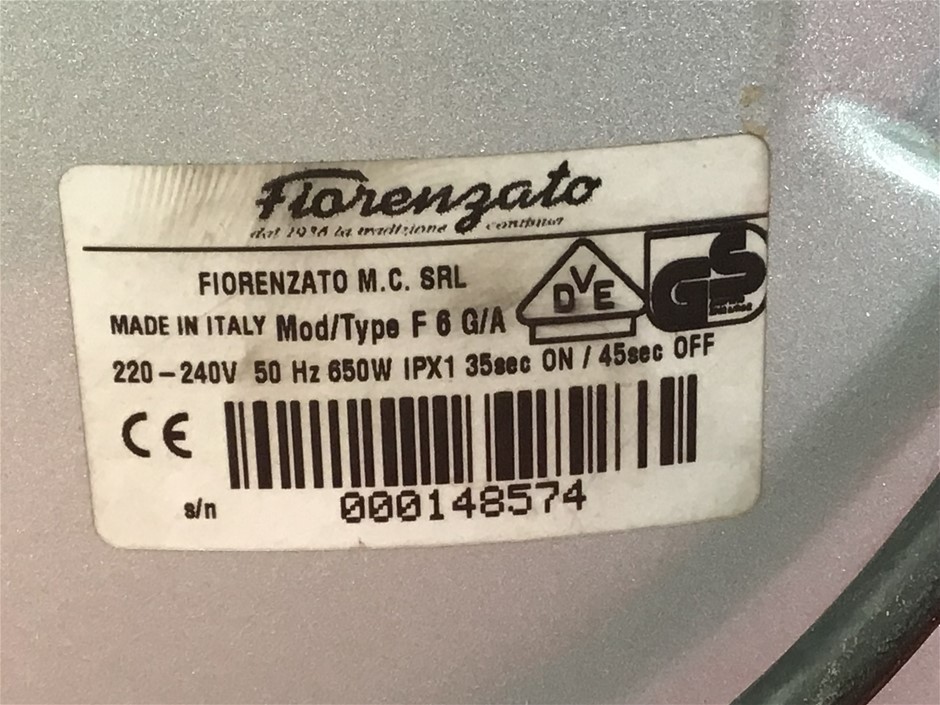 Fiorenzato
dal 1936 la tradizione continua
FIORENZATO M.C. SRL
MADE IN ITALY Mod/Type F 6 G/A
DVE
GS
220-240V 50 Hz 650W IPX1 35sec ON / 45sec OFF
CE
s/n
000148574